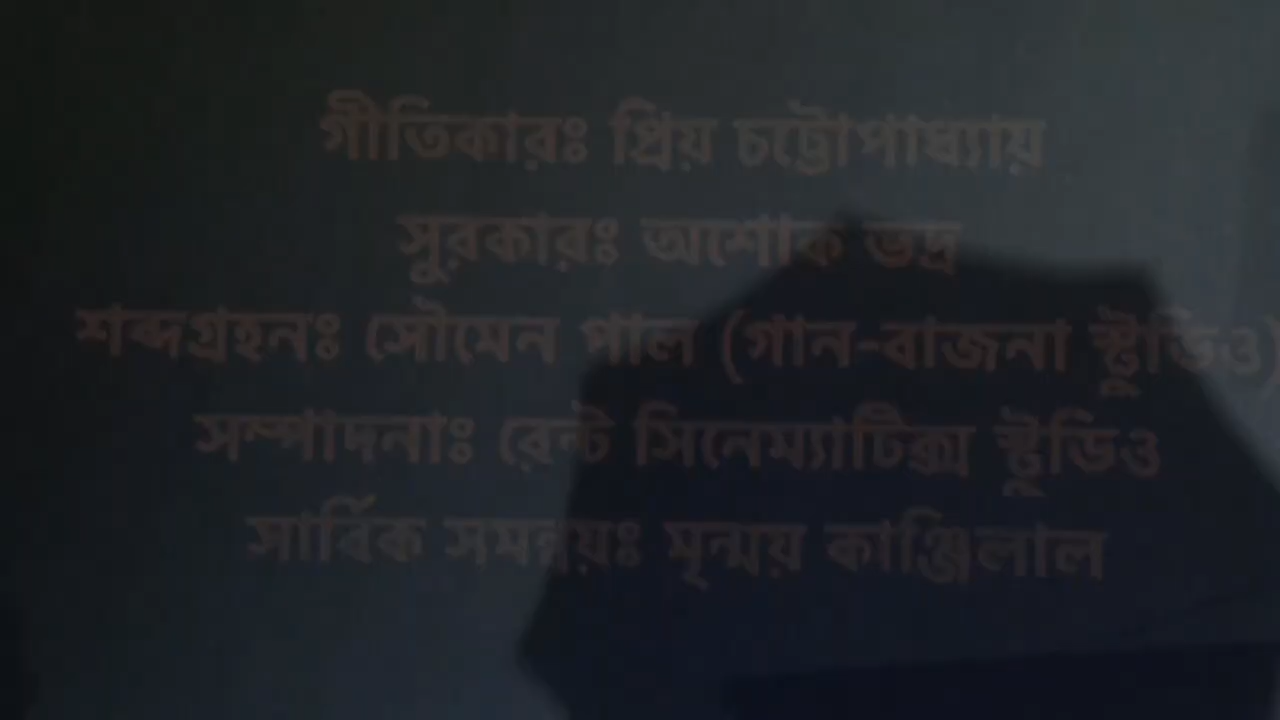 গীতিকারঃ প্রিয় চট্টোপাধ্যায়
সুরকারঃ অশোক ভদ্র
শব্দগ্রহনঃ সৌমেন পাল (গান-বাজনা স্টুডিও)
সম্পাদনাঃ রেন্ট সিনেম্যাটিক্স স্টুডিও
সার্বিক সমন্বয়ঃ মৃন্ময় কাঞ্জিলাল